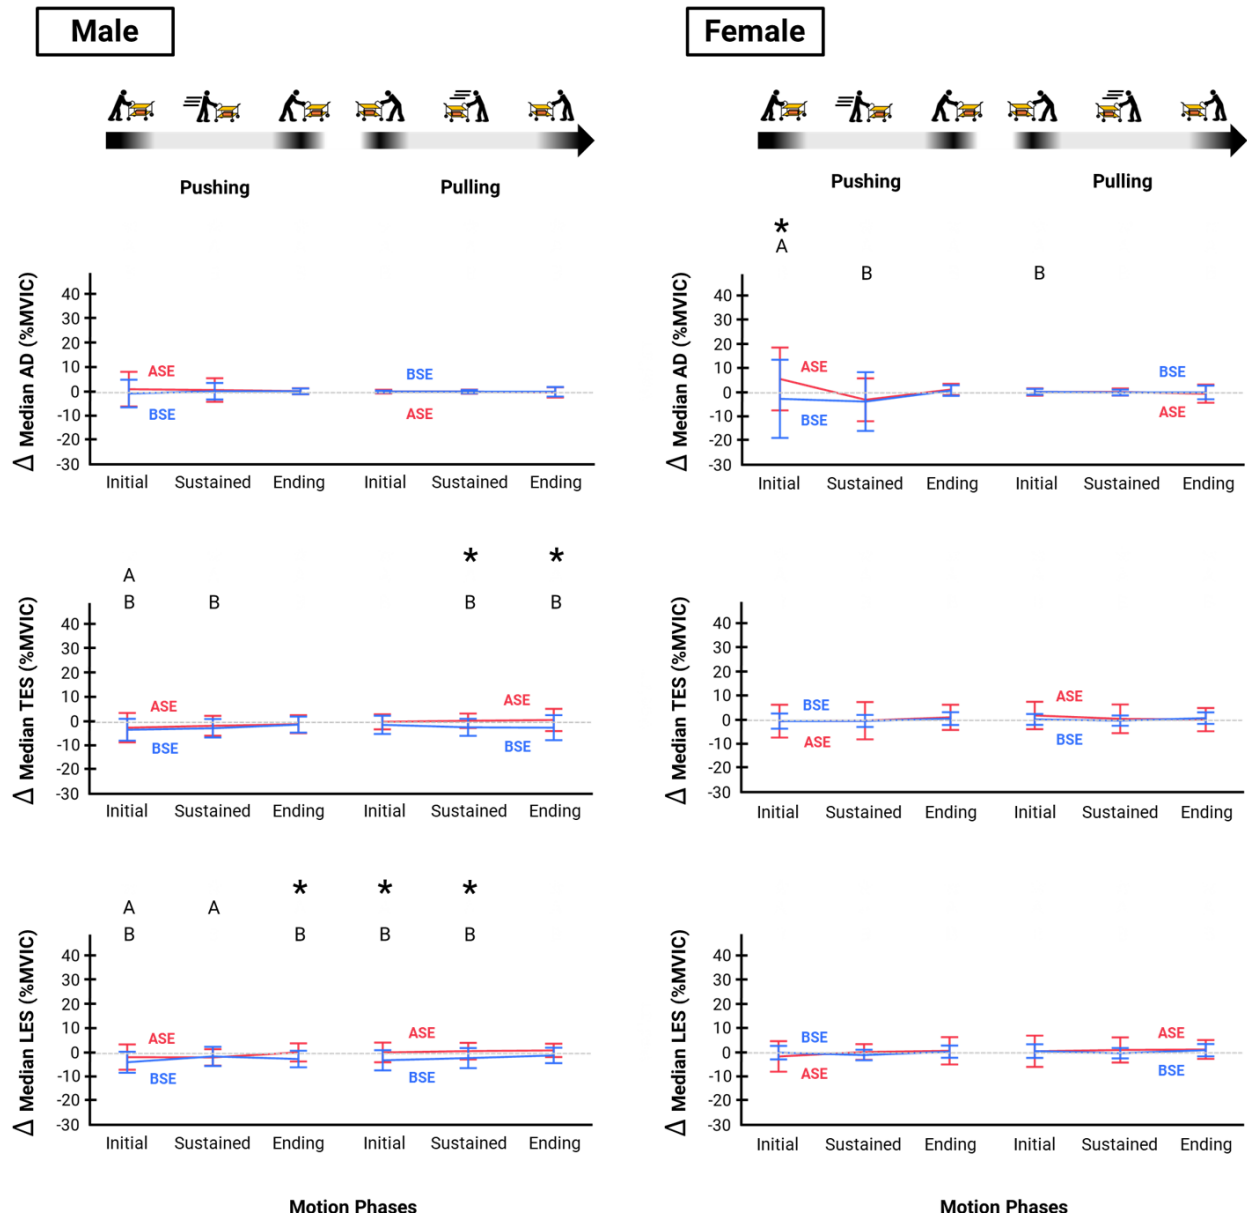 Male
Female
Pushing
Pulling
Pushing
Pulling
*
A
B
B
Δ Median AD (%MVIC)
40
30
20
10
0
-10
-20
-30
ASE
BSE
BSE
ASE
Initial
Sustained
Ending
Initial
Sustained
Ending
Δ Median AD (%MVIC)
40
30
20
10
0
-10
-20
-30
ASE
BSE
BSE
ASE
Initial
Sustained
Ending
Initial
Sustained
Ending
* *
A
B B B B
Δ Median TES (%MVIC)
40
30
20
10
0
-10
-20
-30
ASE
BSE
ASE
BSE
Initial
Sustained
Ending
Initial
Sustained
Ending
Δ Median TES (%MVIC)
40
30
20
10
0
-10
-20
-30
BSE
ASE
ASE
BSE
Initial
Sustained
Ending
Initial
Sustained
Ending
* * *
A A
B B B B
Δ Median LES (%MVIC)
40
30
20
10
0
-10
-20
-30
ASE
BSE
ASE
BSE
Initial
Sustained
Ending
Initial
Sustained
Ending
Δ Median LES (%MVIC)
40
30
20
10
0
-10
-20
-30
BSE
ASE
ASE
BSE
Initial
Sustained
Ending
Initial
Sustained
Ending
Motion Phases
Motion Phases